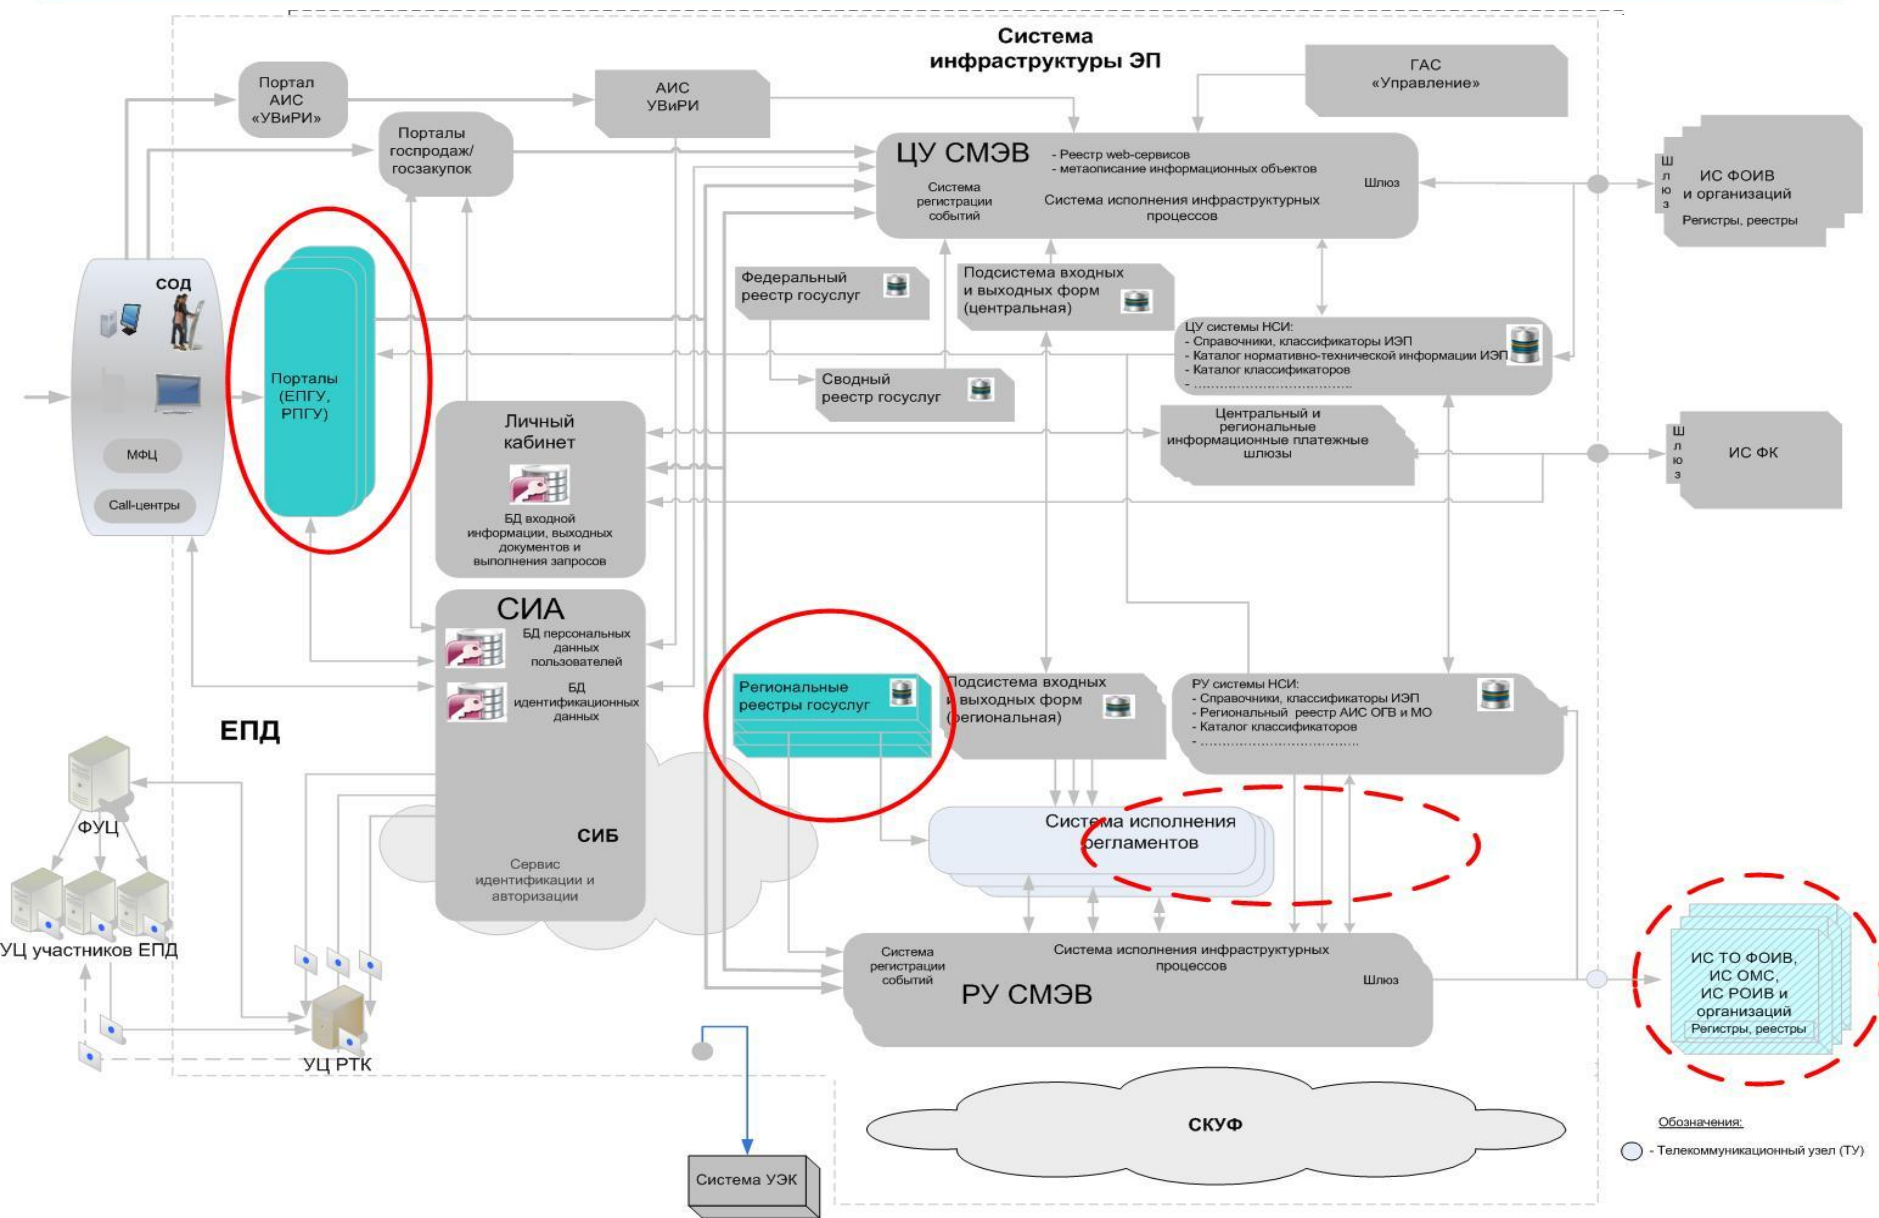 Система
инфраструктуры ЭП
Портал
АИС
«УВиРИ»
АИС
УВиРИ
ГАС
«Управление»
Порталы
госпродаж/
госзакупок
ЦУ СМЭВ
- Реестр web-сервисов
- метаописание информационных объектов
Система
регистрации
событий
Система исполнения инфраструктурных
процессов
Шлюз
Шлюз
ИС ФОИВ
и организаций
Регистры, реестры
СОД
МФЦ
Call-центры
Порталы
(ЕПГУ,
РПГУ)
Федеральный
реестр госуслуг
Подсистема входных
и выходных форм
(центральная)
ЦУ системы НСИ:
- Справочники, классификаторы ИЭП
- Каталог нормативно-технической информации ИЭП
- Каталог классификаторов
- ......................................
Сводный
реестр госуслуг
Личный
кабинет
БД входной
информации, выходных
документов и
выполнения запросов
Центральный и
региональные
информационные платежные
шлюзы
Шлюз
ИС ФК
СИА
БД персональных
данных
пользователей
БД
идентификационных
данных
СИБ
Сервис
идентификации и
авторизации
ЕПД
Региональные
реестры госуслуг
Подсистема входных
и выходных форм
(региональная)
РУ системы НСИ:
- Справочники, классификаторы ИЭП
- Региональный реестр АИС ОГВ и МО
- Каталог классификаторов
- ......................................
Система исполнения
регламентов
ФУЦ
УЦ участников ЕПД
УЦ РТК
Система
регистрации
событий
Система исполнения инфраструктурных
процессов
Шлюз
РУ СМЭВ
ИС ТО ФОИВ,
ИС ОМС,
ИС РОИВ и
организаций
Регистры, реестры
СКУФ
Система УЭК
Обозначения:
- Телекоммуникационный узел (ТУ)